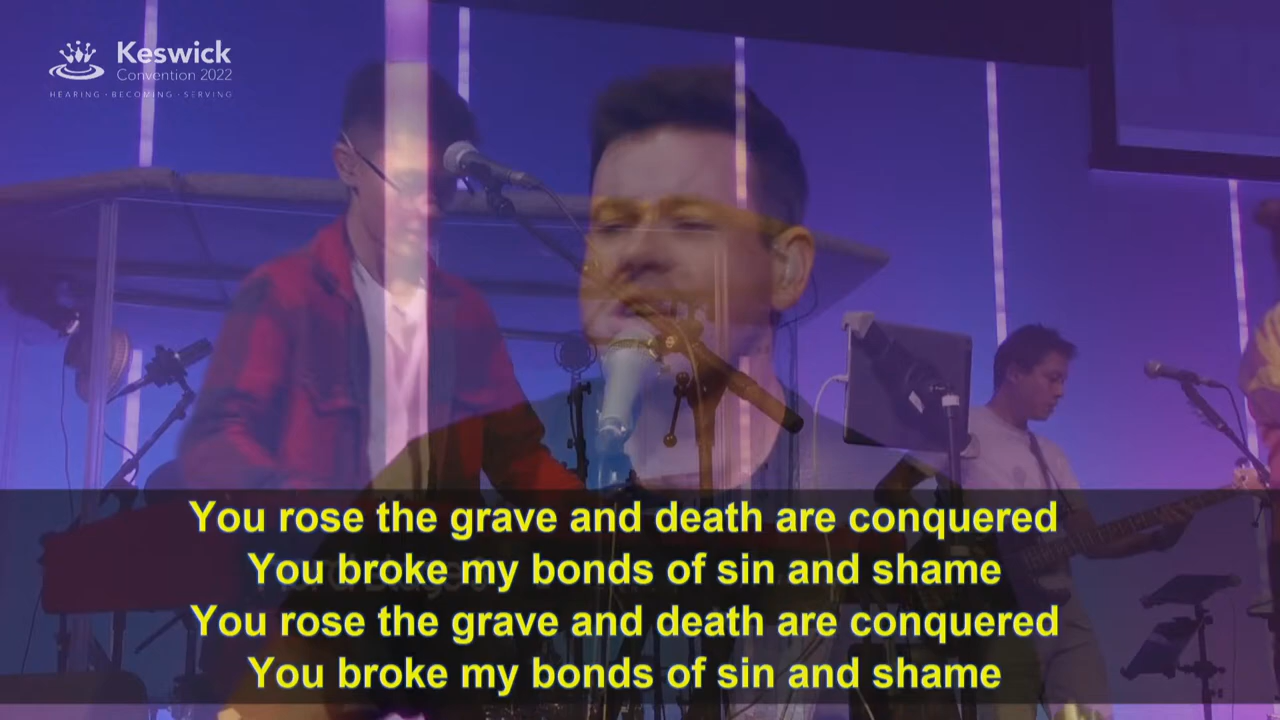 Keswick
Convention 2022
HEARING · BECOMING · SERVING
You rose the grave and death are conquered
You broke my bonds of sin and shame
You rose the grave and death are conquered
You broke my bonds of sin and shame